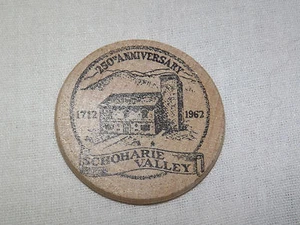 250TH ANNIVERSARY
1712 1962
SCHOHARIE
VALLEY